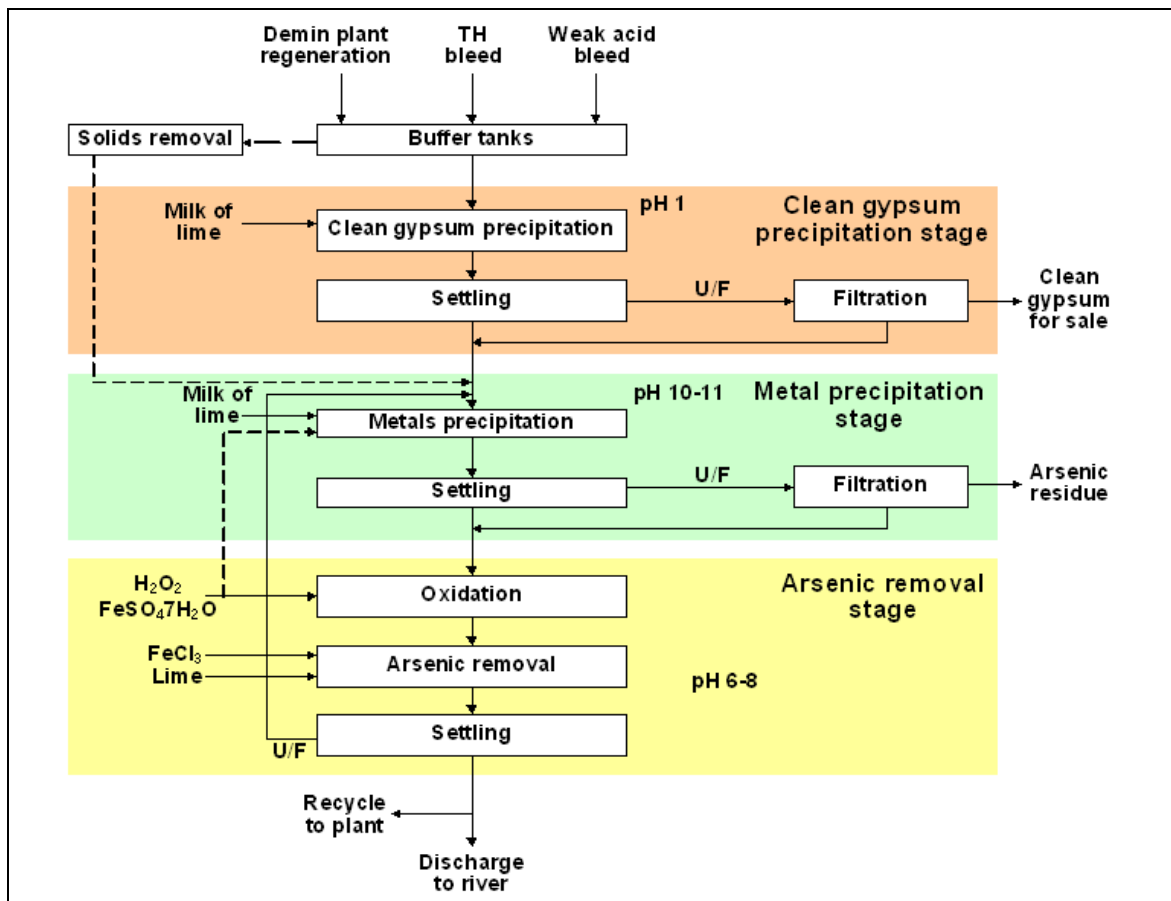 Demin plant
regeneration
TH
bleed
Weak acid
bleed
Solids removal
Buffer tanks
pH 1
Clean gypsum
precipitation stage
Milk of
lime
Clean gypsum precipitation
Settling
U/F
Filtration
Clean
gypsum
for sale
pH 10-11
Metal precipitation
stage
Milk of
lime
Metals precipitation
Settling
U/F
Filtration
Arsenic
residue
H₂O₂
FeSO₄7H₂O
Oxidation
Arsenic removal
stage
FeCl₃
Lime
Arsenic removal
pH 6-8
Settling
U/F
Recycle
to plant
Discharge
to river